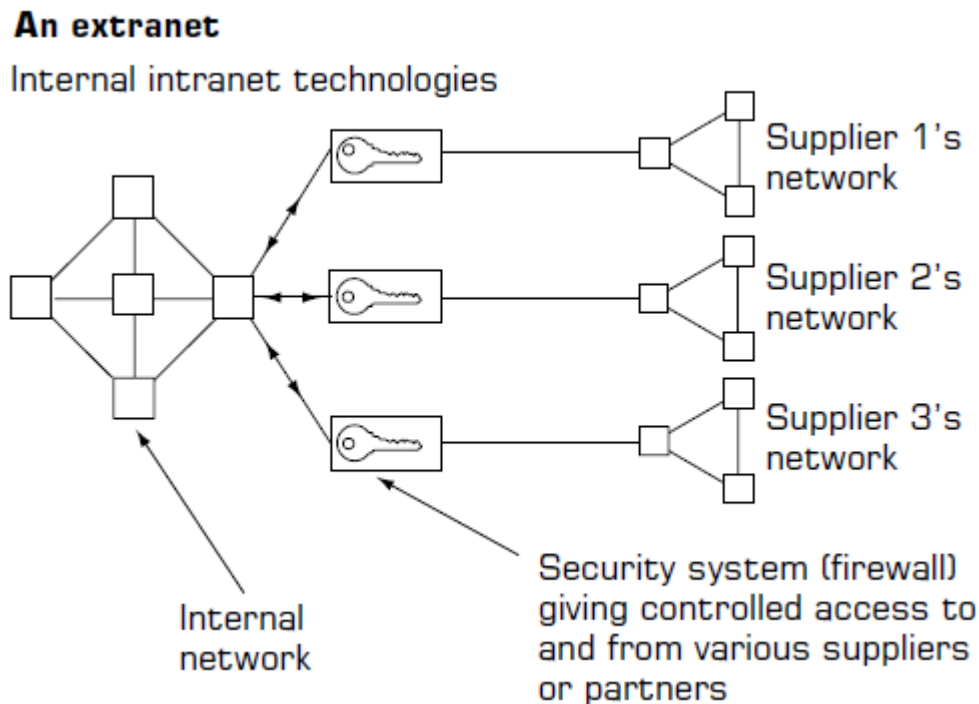 An extranet
Internal intranet technologies
Supplier 1's
network
Supplier 2's
network
Supplier 3's
network
Internal
network
Security system (firewall)
giving controlled access to
and from various suppliers
or partners